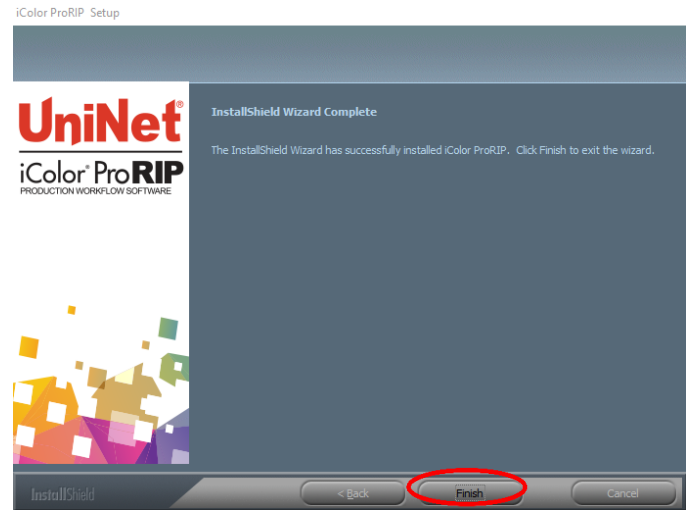 iColor ProRIP Setup
UniNet®
iColor® ProRIP
PRODUCTION WORKFLOW SOFTWARE
InstallShield Wizard Complete
The InstallShield Wizard has successfully installed iColor ProRIP. Click Finish to exit the wizard.
InstallShield
< Back
Finish
Cancel